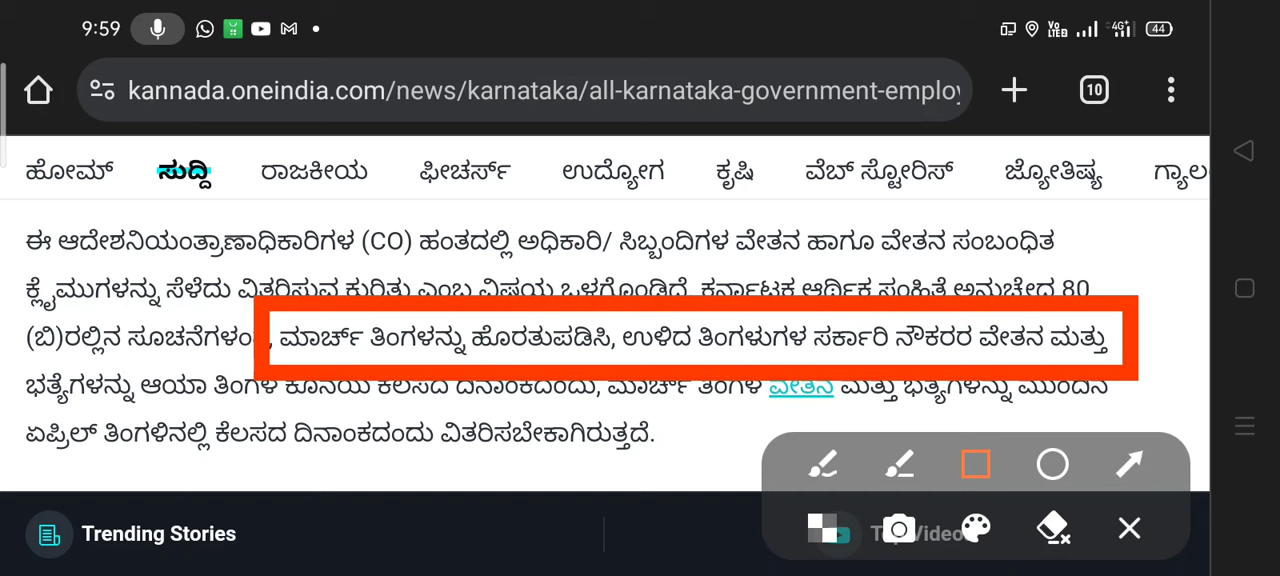 9:59
4G+
44
kannada.oneindia.com/news/karnataka/all-karnataka-government-employ
10
ಹೋಮ್ ಸುದ್ದಿ ರಾಜಕೀಯ ಫೀಚರ್ಸ್ ಉದ್ಯೋಗ ಕೃಷಿ ವೆಬ್ ಸ್ಟೋರಿಸ್ ಜ್ಯೋತಿಷ್ಯ ಗ್ಯಾಲ
ಈ ಆದೇಶನಿಯಂತ್ರಾಣಾಧಿಕಾರಿಗಳ (CO) ಹಂತದಲ್ಲಿ ಅಧಿಕಾರಿ/ ಸಿಬ್ಬಂದಿಗಳ ವೇತನ ಹಾಗೂ ವೇತನ ಸಂಬಂಧಿತ
ಕ್ಲೈಮುಗಳನ್ನು ಸೆಳೆದು ವಿತರಿಸುವ ಕುರಿತು ಎಂಬ ವಿಷಯ ಒಳಗೊಂಡಿದೆ. ಕರ್ನಾಟಕ ಆರ್ಥಿಕ ಸಂಹಿತೆ ಅನುಚ್ಛೇದ 80
(ಬಿ)ರಲ್ಲಿನ ಸೂಚನೆಗಳಂ, ಮಾರ್ಚ್ ತಿಂಗಳನ್ನು ಹೊರತುಪಡಿಸಿ, ಉಳಿದ ತಿಂಗಳುಗಳ ಸರ್ಕಾರಿ ನೌಕರರ ವೇತನ ಮತ್ತು
ಭತ್ಯೆಗಳನ್ನು ಆಯಾ ತಿಂಗಳ ಕೊನೆಯ ಕೆಲಸದ ದಿನಾಂಕದಂದು, ಮಾರ್ಚ್ ತಿಂಗಳ ವೇತನ ಮತ್ತು ಭತ್ಯೆಗಳನ್ನು ಮುಂದಿನ
ಏಪ್ರಿಲ್ ತಿಂಗಳಿನಲ್ಲಿ ಕೆಲಸದ ದಿನಾಂಕದಂದು ವಿತರಿಸಬೇಕಾಗಿರುತ್ತದೆ.
Trending Stories